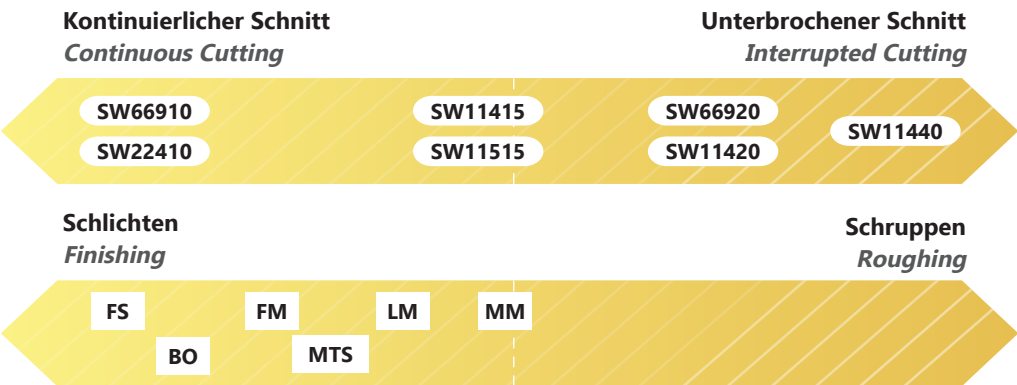 Kontinuierlicher Schnitt
Continuous Cutting
Unterbrochener Schnitt
Interrupted Cutting
SW66910
SW11415
SW66920
SW11440
SW22410
SW11515
SW11420
Schlichten
Finishing
Schruppen
Roughing
FS
FM
LM
MM
BO
MTS